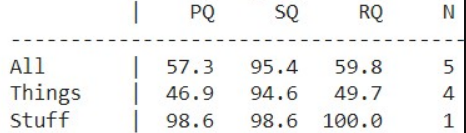 | PQ SQ RQ N
--------------------------------------
All | 57.3 95.4 59.8 5
Things | 46.9 94.6 49.7 4
Stuff | 98.6 98.6 100.0 1